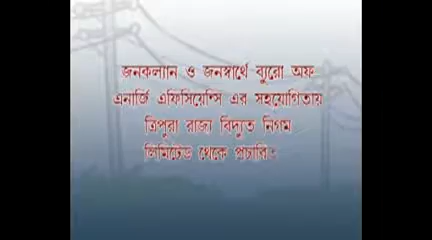 জনকল্যান ও জনস্বার্থে ব্যুরো অফ
এনার্জি এফিসিয়েন্সি এর সহযোগিতায়
ত্রিপুরা রাজ্য বিদ্যুত নিগম
লিমিটেড থেকে প্রচারিত